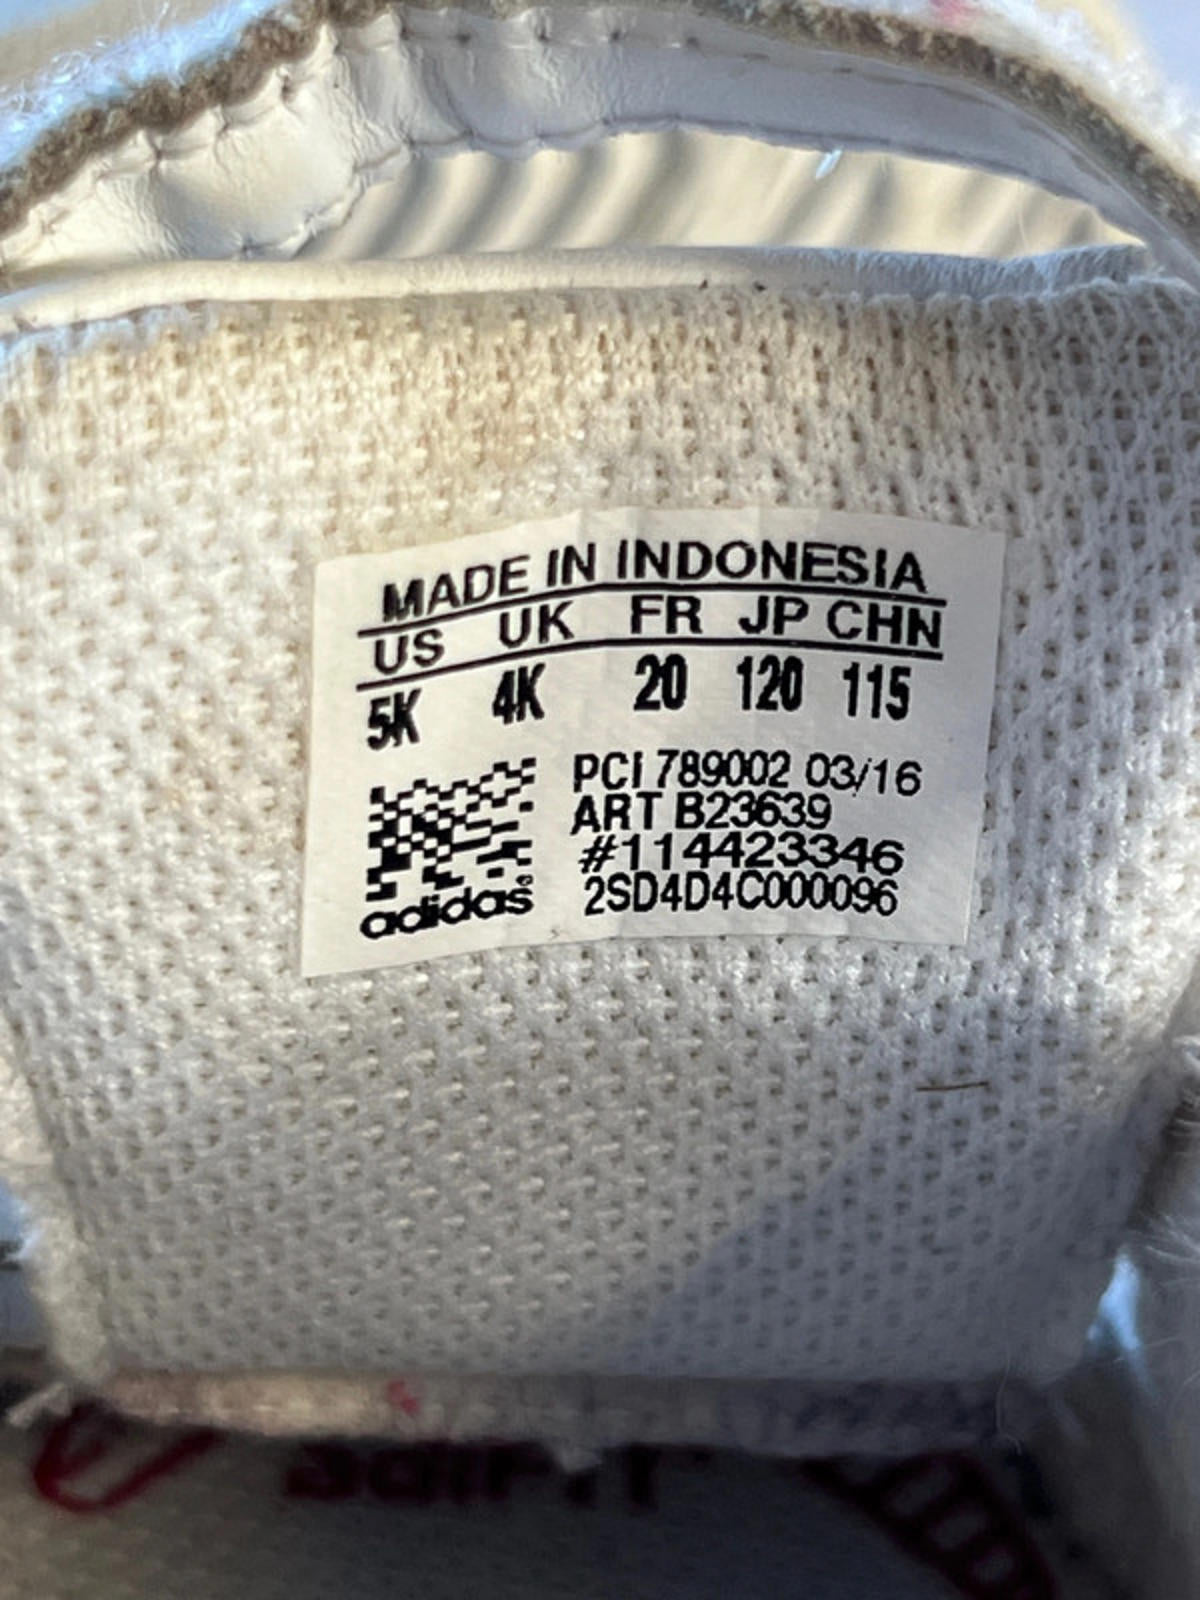 MADE IN INDONESIA
US UK FR JP CHN
5K 4K 20 120 115
PCI 789002 03/16
ART B23639
#114423346
2SD4D4C000096
adidas®
adiFIT